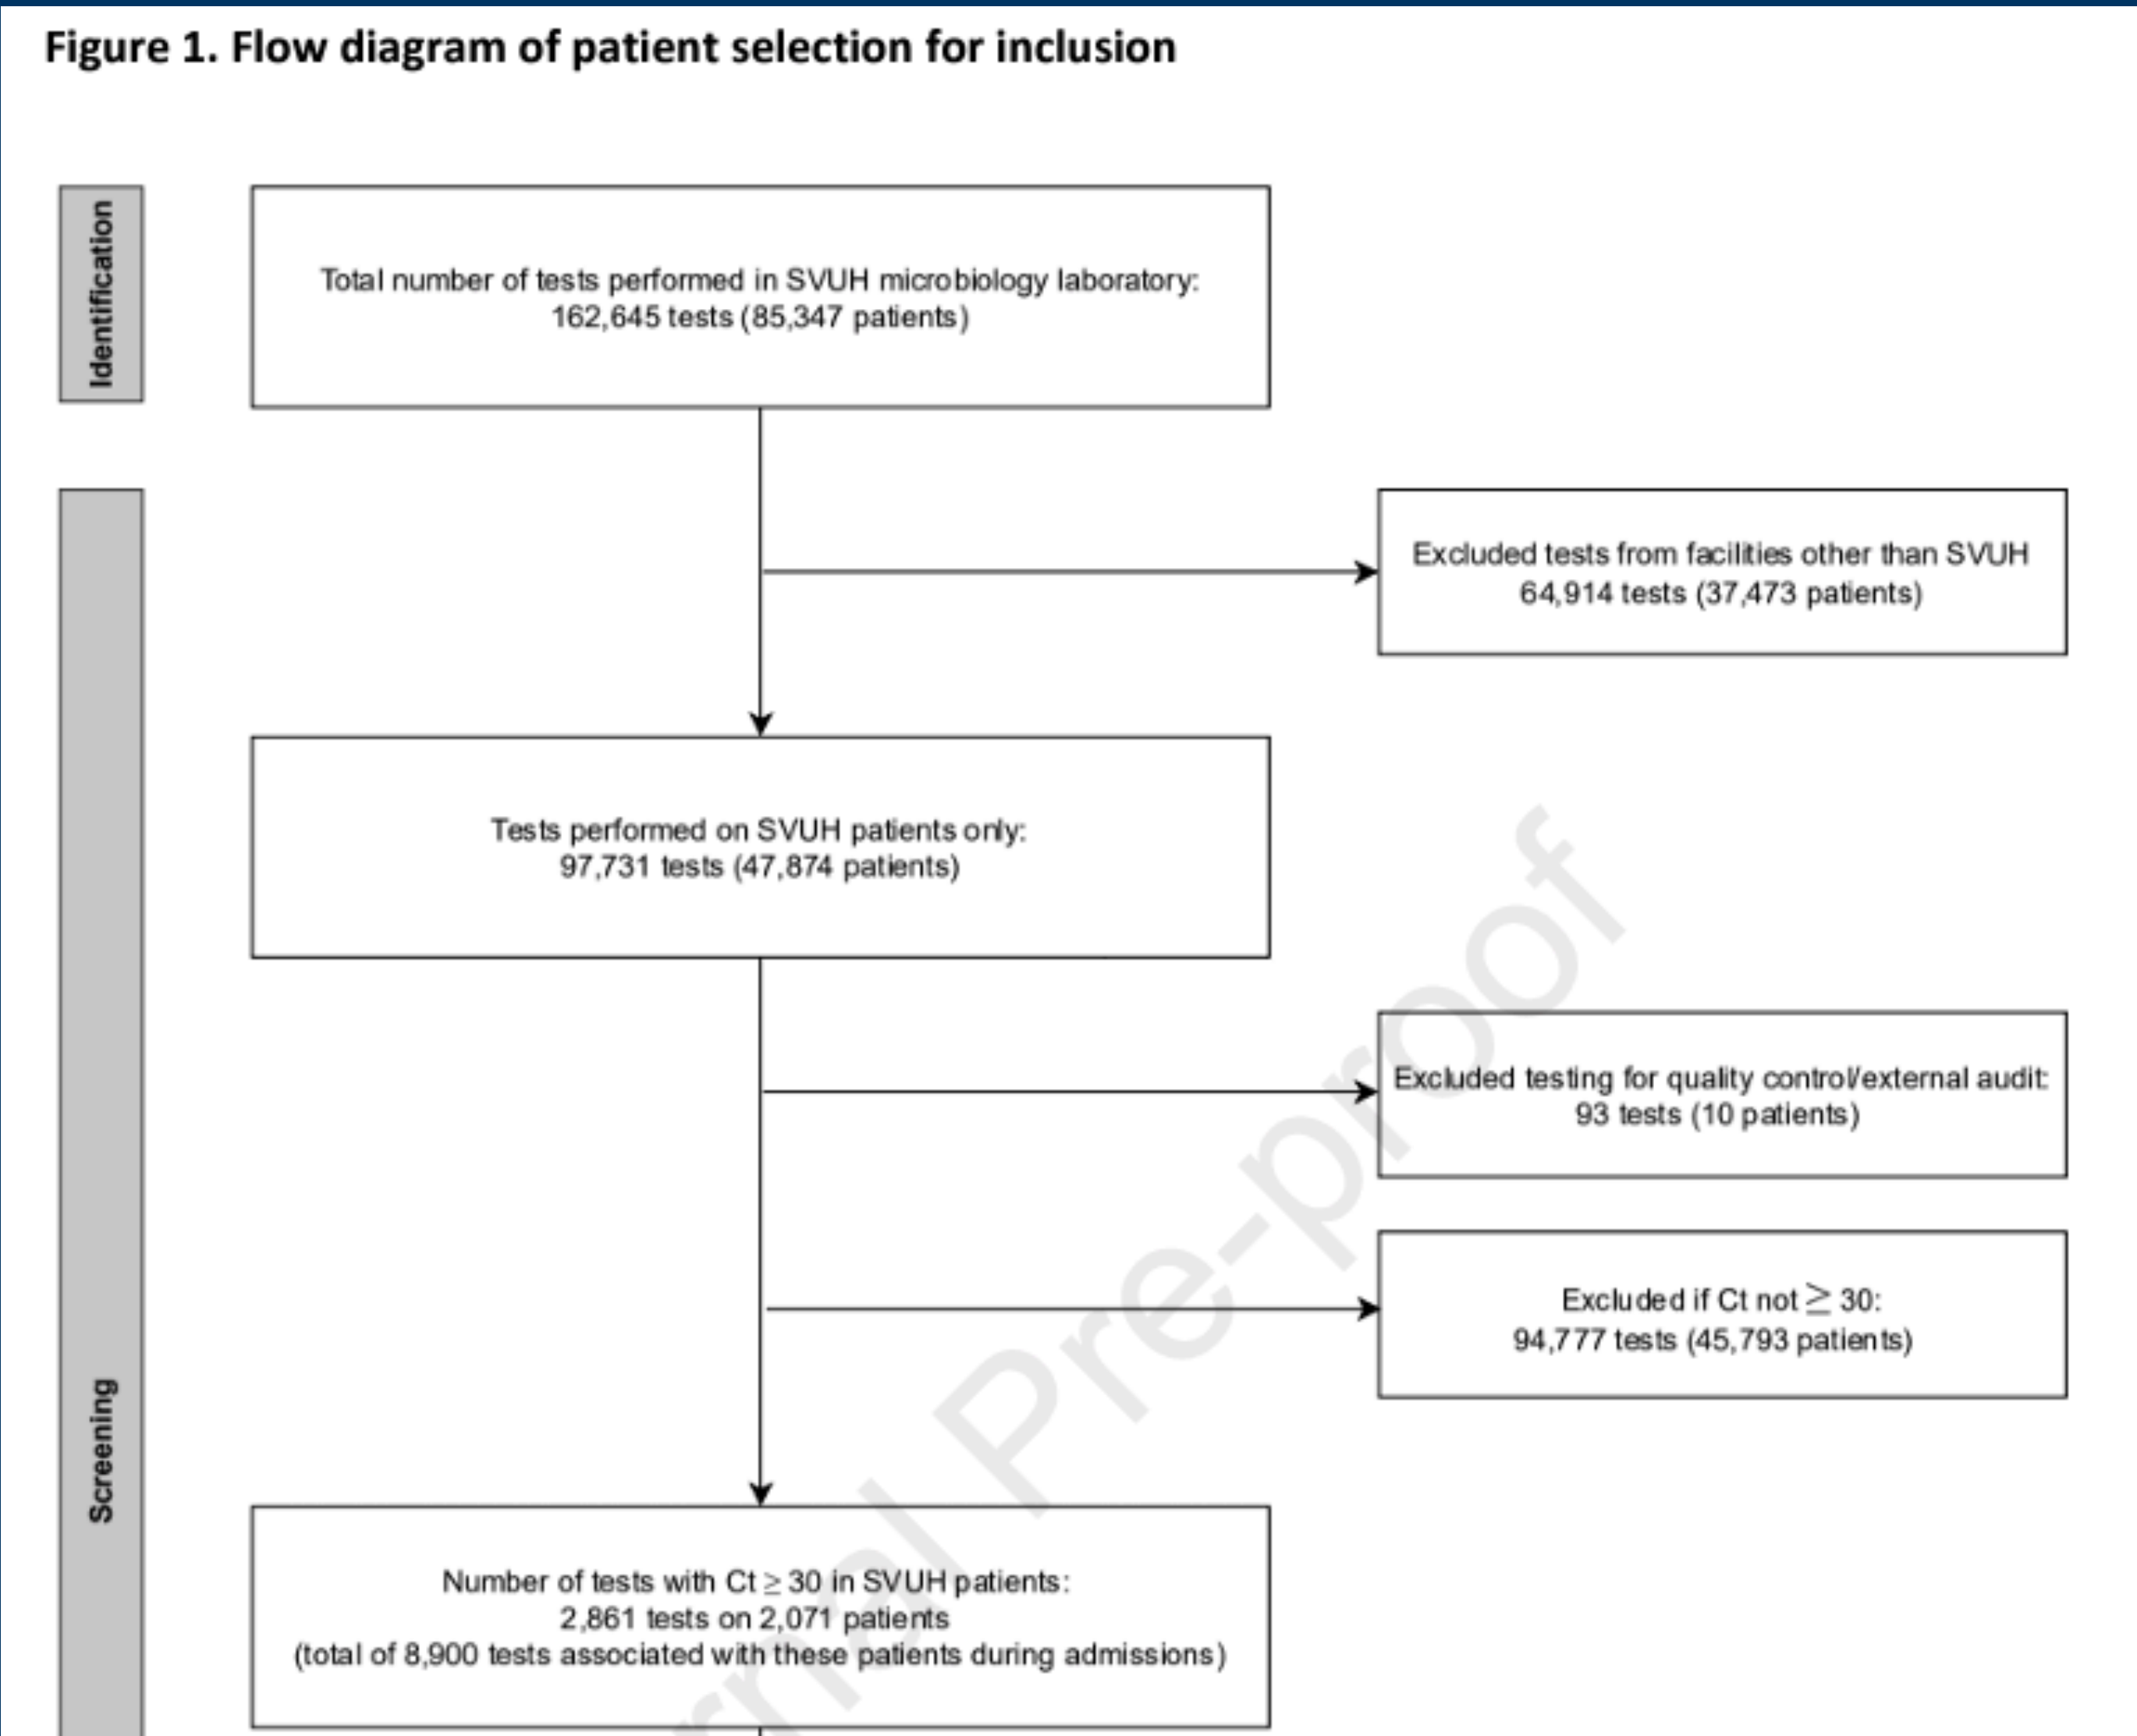 Figure 1. Flow diagram of patient selection for inclusion
Identification
Total number of tests performed in SVUH microbiology laboratory:
162,645 tests (85,347 patients)
Excluded tests from facilities other than SVUH
64,914 tests (37,473 patients)
Tests performed on SVUH patients only:
97,731 tests (47,874 patients)
Excluded testing for quality control/external audit:
93 tests (10 patients)
Excluded if Ct not ≥ 30:
94,777 tests (45,793 patients)
Screening
Number of tests with Ct ≥ 30 in SVUH patients:
2,861 tests on 2,071 patients
(total of 8,900 tests associated with these patients during admissions)
rnal Pre-proof